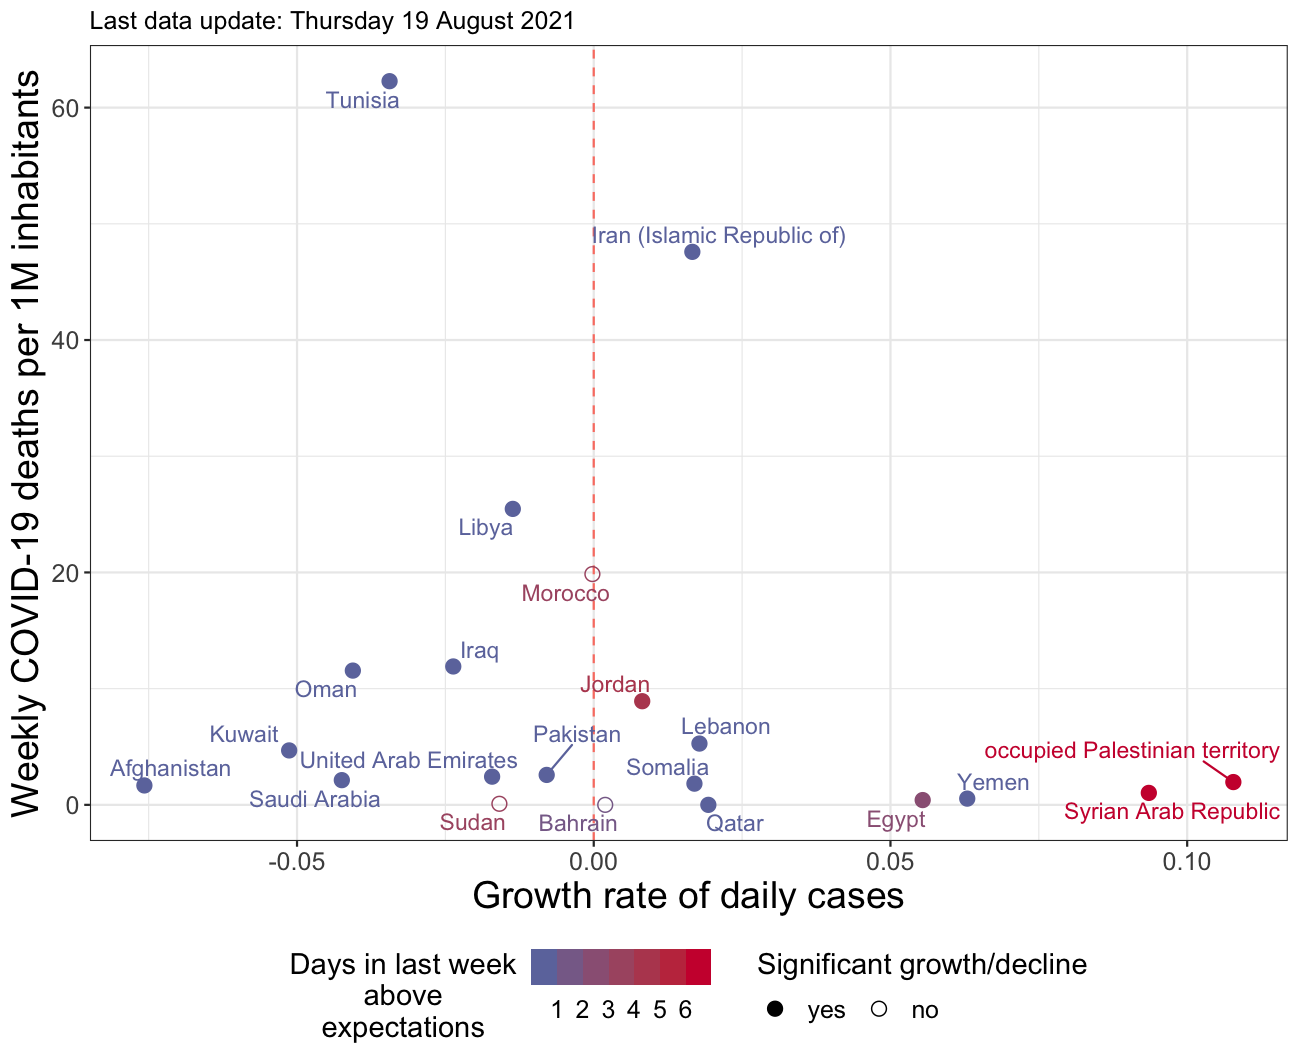 Last data update: Thursday 19 August 2021
Weekly COVID-19 deaths per 1M inhabitants
60
40
20
0
Tunisia
Iran (Islamic Republic of)
Libya
Morocco
Iraq
Oman
Jordan
Kuwait
Pakistan
Lebanon
occupied Palestinian territory
United Arab Emirates
Afghanistan
Somalia
Yemen
Saudi Arabia
Syrian Arab Republic
Sudan
Bahrain
Qatar
Egypt
-0.05
0.00
0.05
0.10
Growth rate of daily cases
Days in last week
above
expectations
1 2 3 4 5 6
Significant growth/decline
yes
no